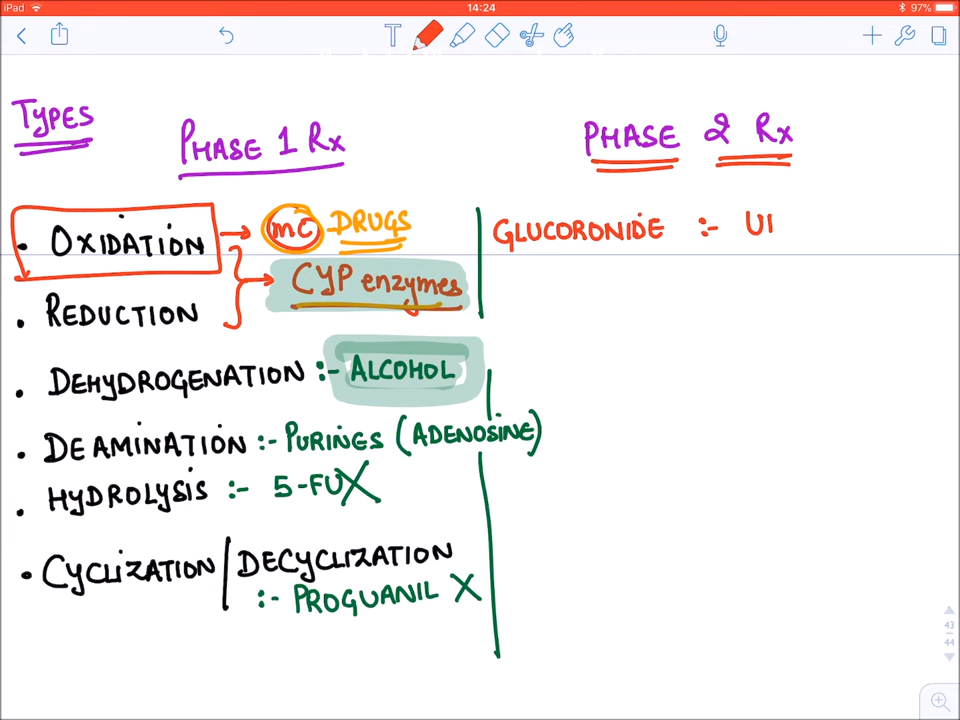 iPad 14:24 97%
T
TYPES
PHASE 1 Rx
PHASE 2 Rx
• OXIDATION → mC DRUGS
CYP enzymes
• REDUCTION
• DEHYDROGENATION :- ALCOHOL
• DEAMINATION :- PURINES (ADENOSINE)
• HYDROLYSIS :- 5-FU X
• CYCLIZATION / DECYCLIZATION
:- PROGUANIL X
GLUCORONIDE :- UI
43
44